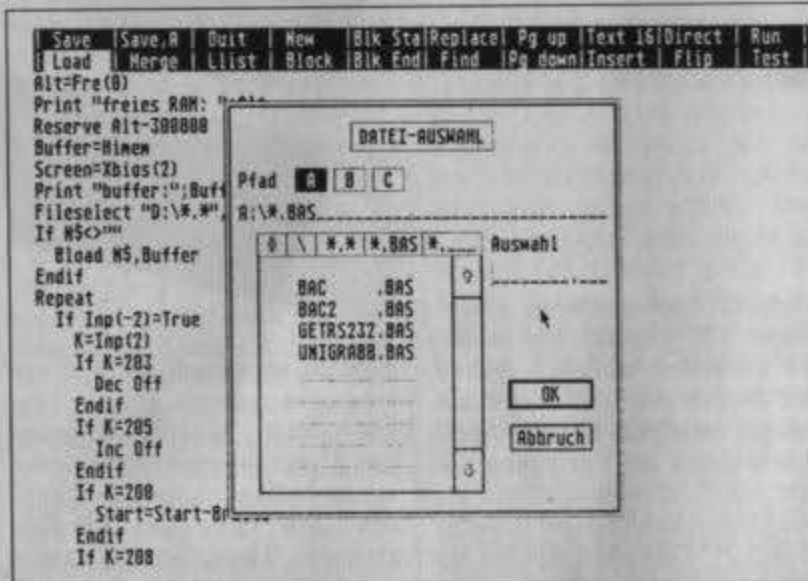 Save Save,A Quit New Blk Sta Replace Pg up Text 16 Direct Run
Load Merge Llist Block Blk End Find Pg down Insert Flip Test
Alt=Fre(0)
Print "freies RAM: "
Reserve Alt-300000
Buffer=Himem
Screen=Xbios(2)
Print "buffer:";Buff
Fileselect "D:\*.*",
If N$<>""
Bload N$,Buffer
Endif
Repeat
If Inp(-2)=True
K=Inp(2)
If K=203
Dec Off
Endif
If K=205
Inc Off
Endif
If K=200
Start=Start-
Endif
If K=208
DATEI-AUSWAHL
Pfad A B C
A:\*.BAS
\ *.* *.BAS *. Auswahl
BAC .BAS
BAC2 .BAS
GETRS232.BAS
UNIGRABB.BAS
OK
Abbruch